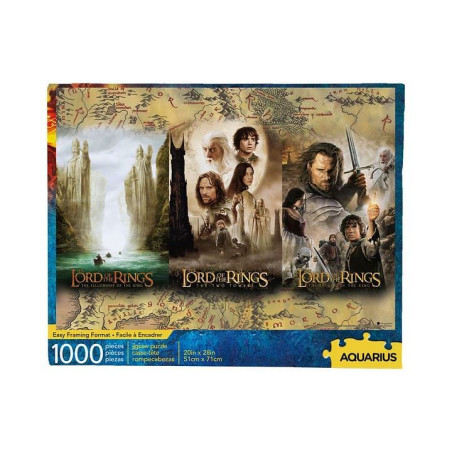 THE LORD OF THE RINGS
THE FELLOWSHIP OF THE RING
THE LORD OF THE RINGS
THE TWO TOWERS
THE LORD OF THE RINGS
THE RETURN OF THE KING
Easy Framing Format • Facile à Encadrer
1000
pieces
pièces
piezas
jigsaw puzzle
casse-tête
rompecabezas
20in x 28in
51cm x 71cm
AQUARIUS